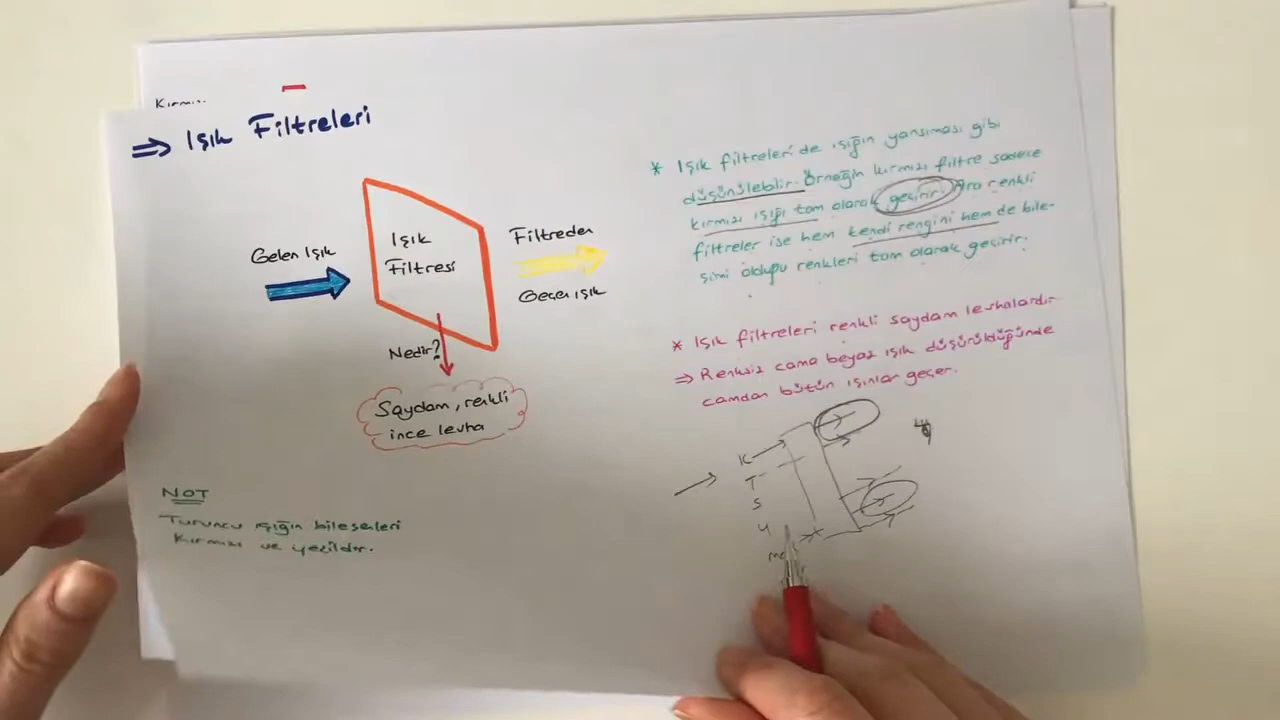 Kırmızı
⇒ Işık Filtreleri
Gelen Işık
Işık
Filtresi
Filtreden
Geçen ışık
Nedir?
Saydam, renkli
ince levha
NOT
Turuncu ışığın bileşenleri
Kırmızı ve yeşildir.
* Işık filtreleri de ışığın yansıması gibi
düşünülebilir. Örneğin kırmızı filtre sadece
kırmızı ışığı tam olarak geçirir. Ara renkli
filtreler ise hem kendi rengini hem de bile-
şimi olduğu renkleri tam olarak geçirir.
* Işık filtreleri renkli saydam levhalardır
⇒ Renksiz cama beyaz ışık düşürüldüğünde
camdan bütün ışınlar geçer.
K
T
S
Y